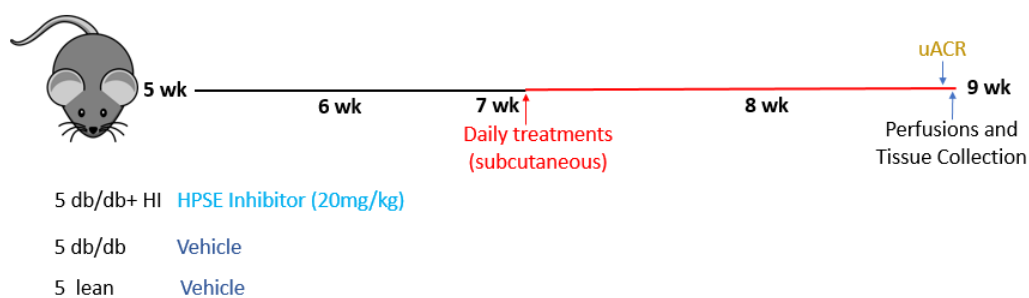 uACR
5 wk
6 wk
7 wk
8 wk
9 wk
Daily treatments
(subcutaneous)
Perfusions and
Tissue Collection
5 db/db+ HI HPSE Inhibitor (20mg/kg)
5 db/db Vehicle
5 lean Vehicle